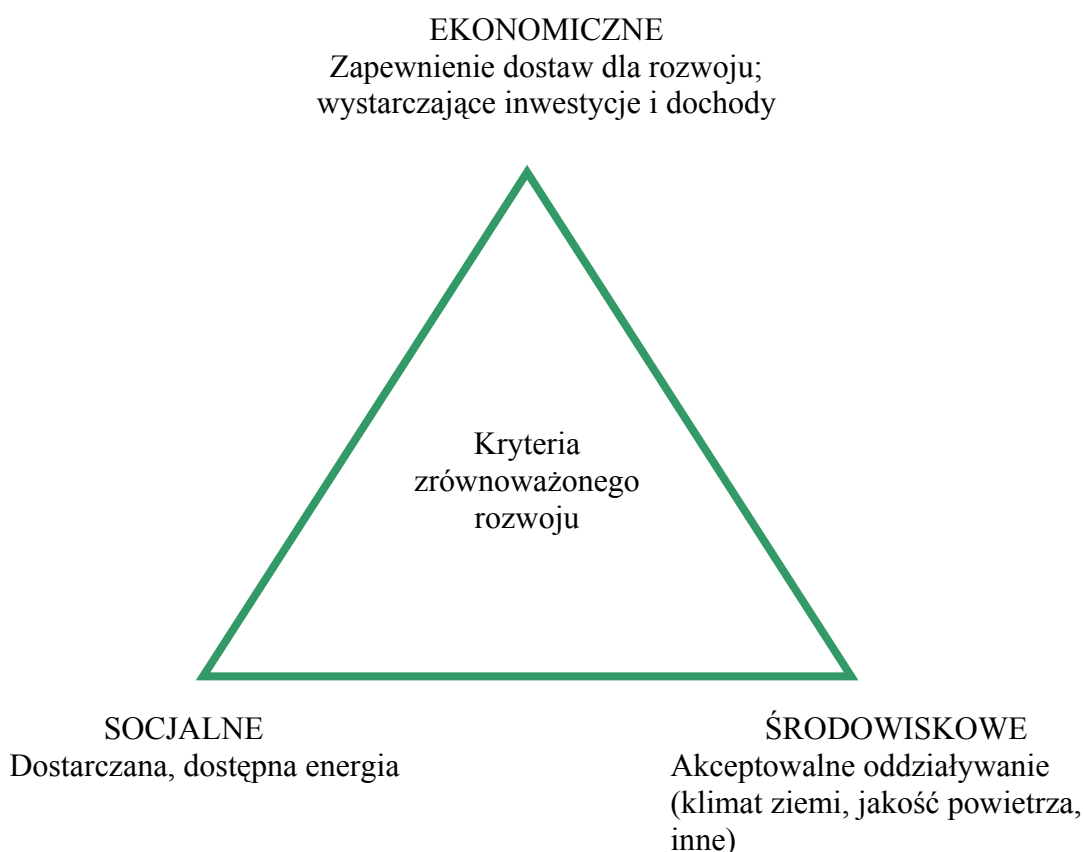 EKONOMICZNE
Zapewnienie dostaw dla rozwoju;
wystarczające inwestycje i dochody
Kryteria
zrównoważonego
rozwoju
SOCJALNE
Dostarczana, dostępna energia
ŚRODOWISKOWE
Akceptowalne oddziaływanie
(klimat ziemi, jakość powietrza,
inne)